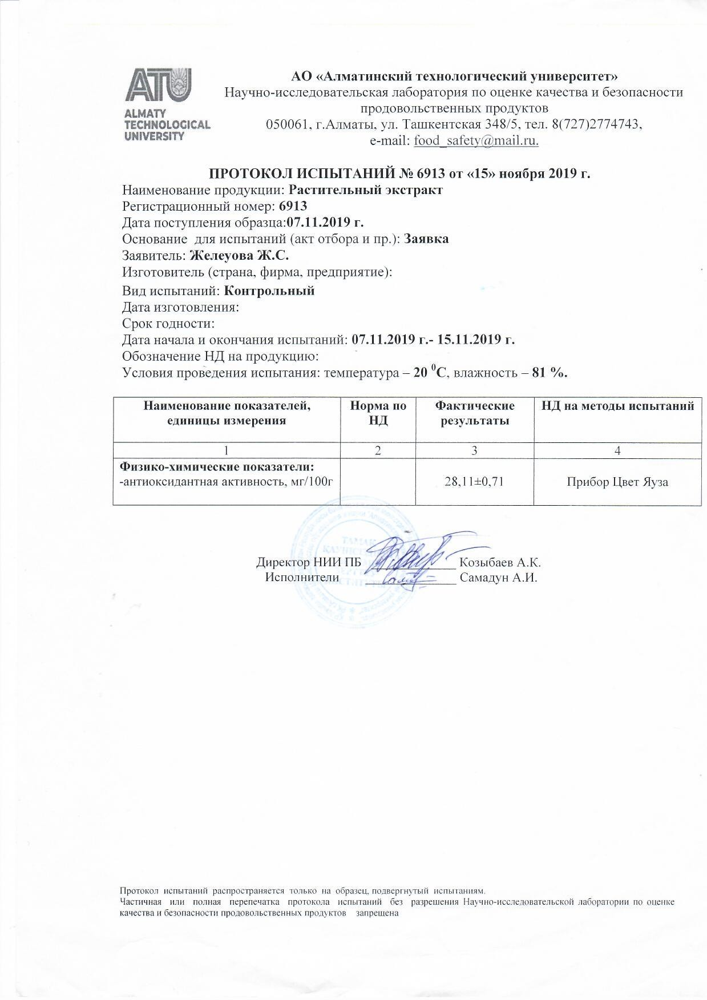 ATU
ALMATY
TECHNOLOGICAL
UNIVERSITY
АО «Алматинский технологический университет»
Научно-исследовательская лаборатория по оценке качества и безопасности
продовольственных продуктов
050061, г.Алматы, ул. Ташкентская 348/5, тел. 8(727)2774743,
e-mail: food_safety@mail.ru.
ПРОТОКОЛ ИСПЫТАНИЙ № 6913 от «15» ноября 2019 г.
Наименование продукции: Растительный экстракт
Регистрационный номер: 6913
Дата поступления образца:07.11.2019 г.
Основание для испытаний (акт отбора и пр.): Заявка
Заявитель: Желеуова Ж.С.
Изготовитель (страна, фирма, предприятие):
Вид испытаний: Контрольный
Дата изготовления:
Срок годности:
Дата начала и окончания испытаний: 07.11.2019 г.- 15.11.2019 г.
Обозначение НД на продукцию:
Условия проведения испытания: температура – 20 ⁰С, влажность – 81 %.
Наименование показателей, единицы измерения Норма по НД Фактические результаты НД на методы испытаний
1 2 3 4
Физико-химические показатели:
-антиоксидантная активность, мг/100г 28,11±0,71 Прибор Цвет Яуза
ТАМАҚ
Директор НИИ ПБ Козыбаев А.К.
Исполнители Самадун А.И.
Протокол испытаний распространяется только на образец, подвергнутый испытаниям.
Частичная или полная перепечатка протокола испытаний без разрешения Научно-исследовательской лаборатории по оценке
качества и безопасности продовольственных продуктов запрещена